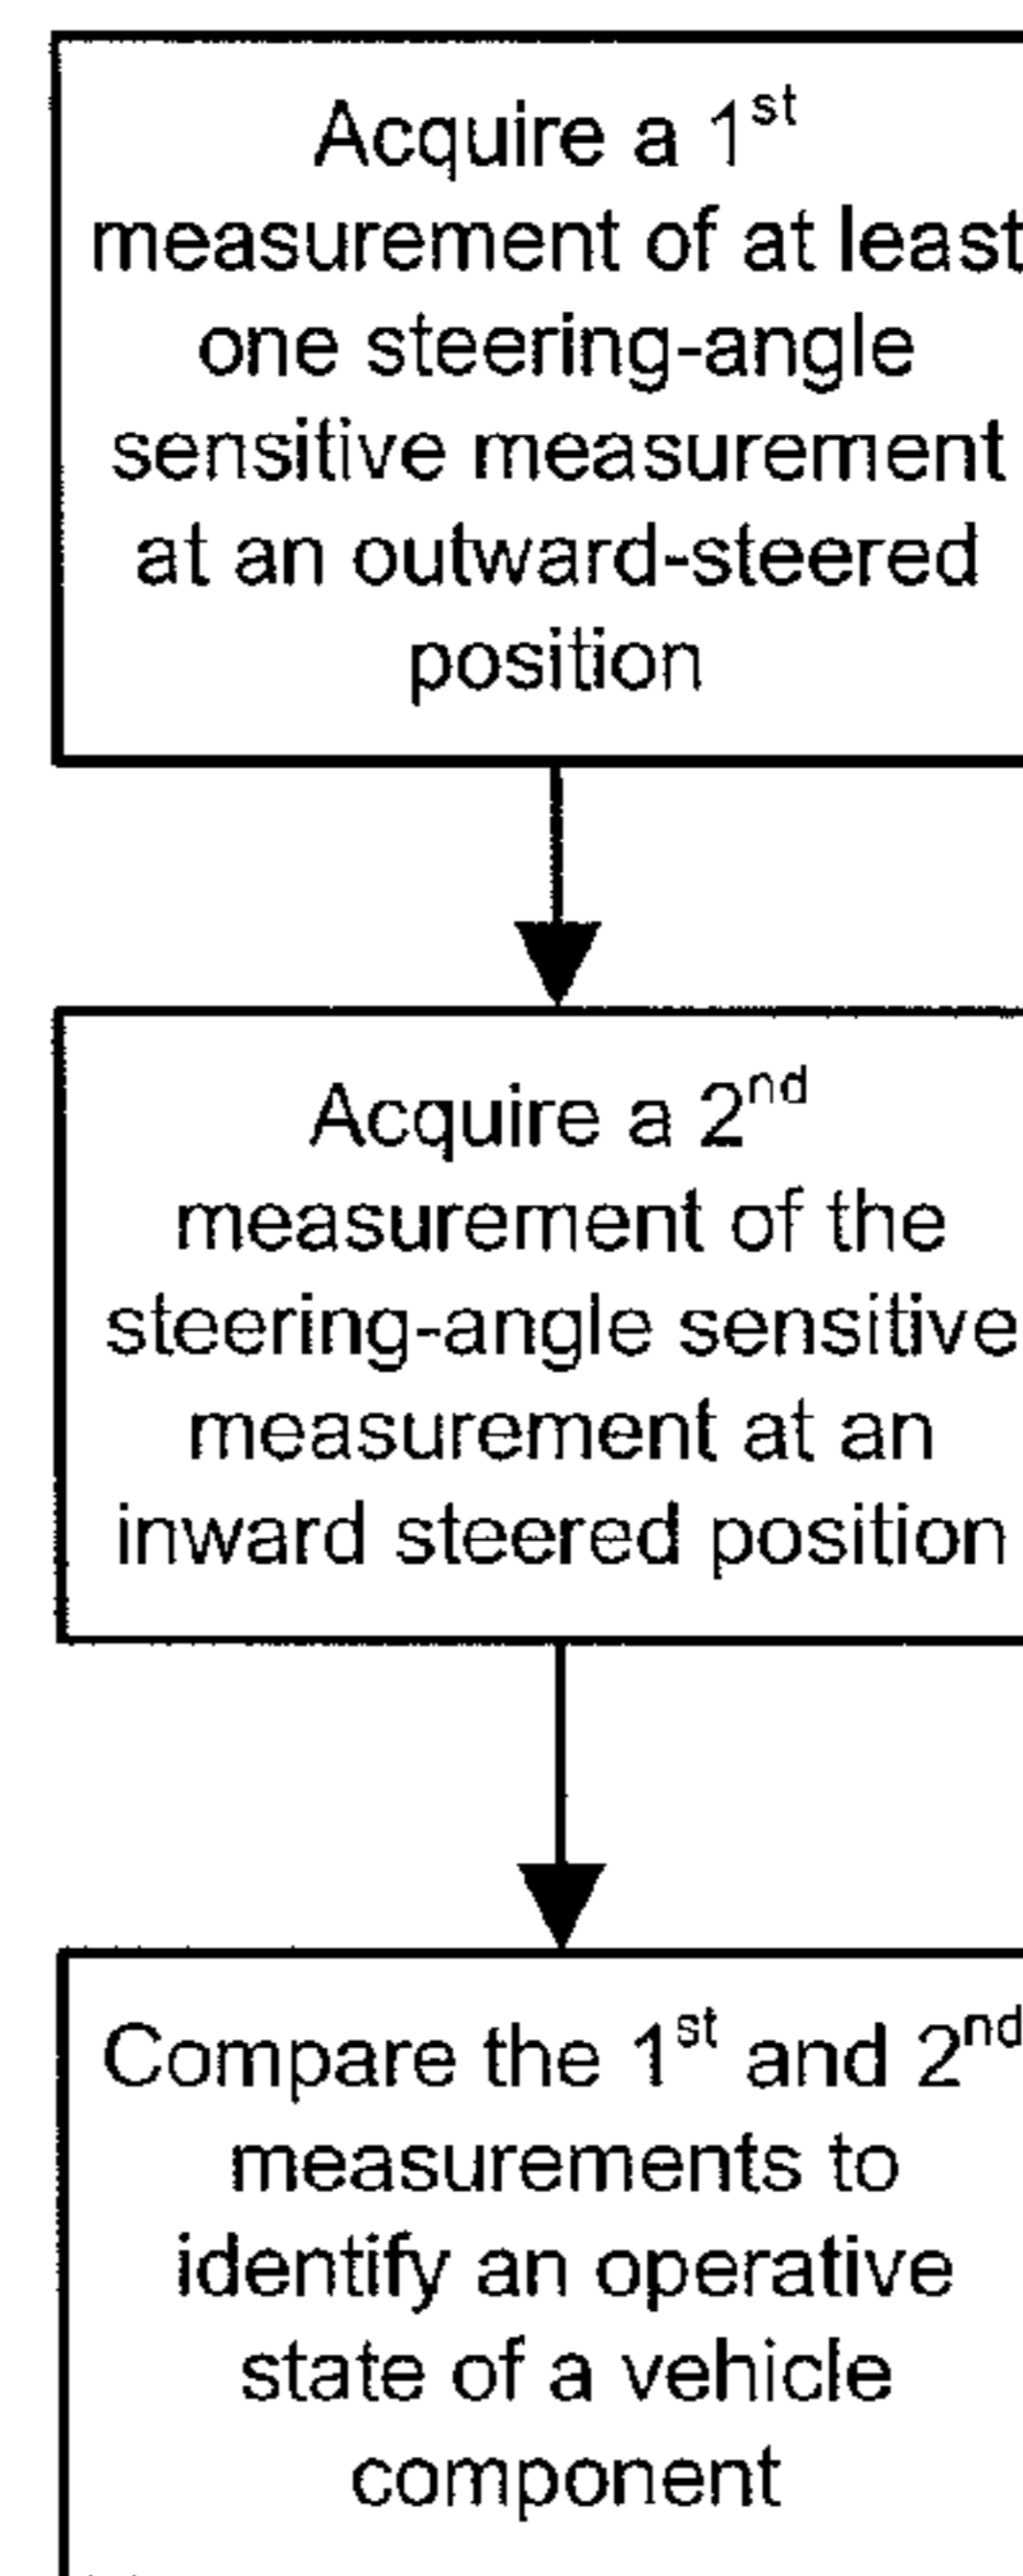 Acquire a 1st
measurement of at least
one steering-angle
sensitive measurement
at an outward-steered
position
Acquire a 2nd
measurement of the
steering-angle sensitive
measurement at an
inward steered position
Compare the 1st and 2nd
measurements to
identify an operative
state of a vehicle
component